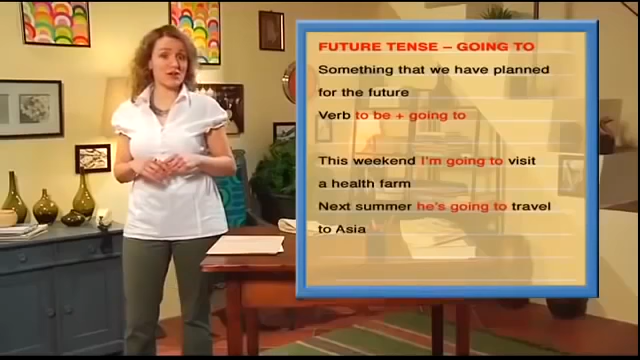 FUTURE TENSE – GOING TO
Something that we have planned
for the future
Verb to be + going to
This weekend I'm going to visit
a health farm
Next summer he's going to travel
to Asia